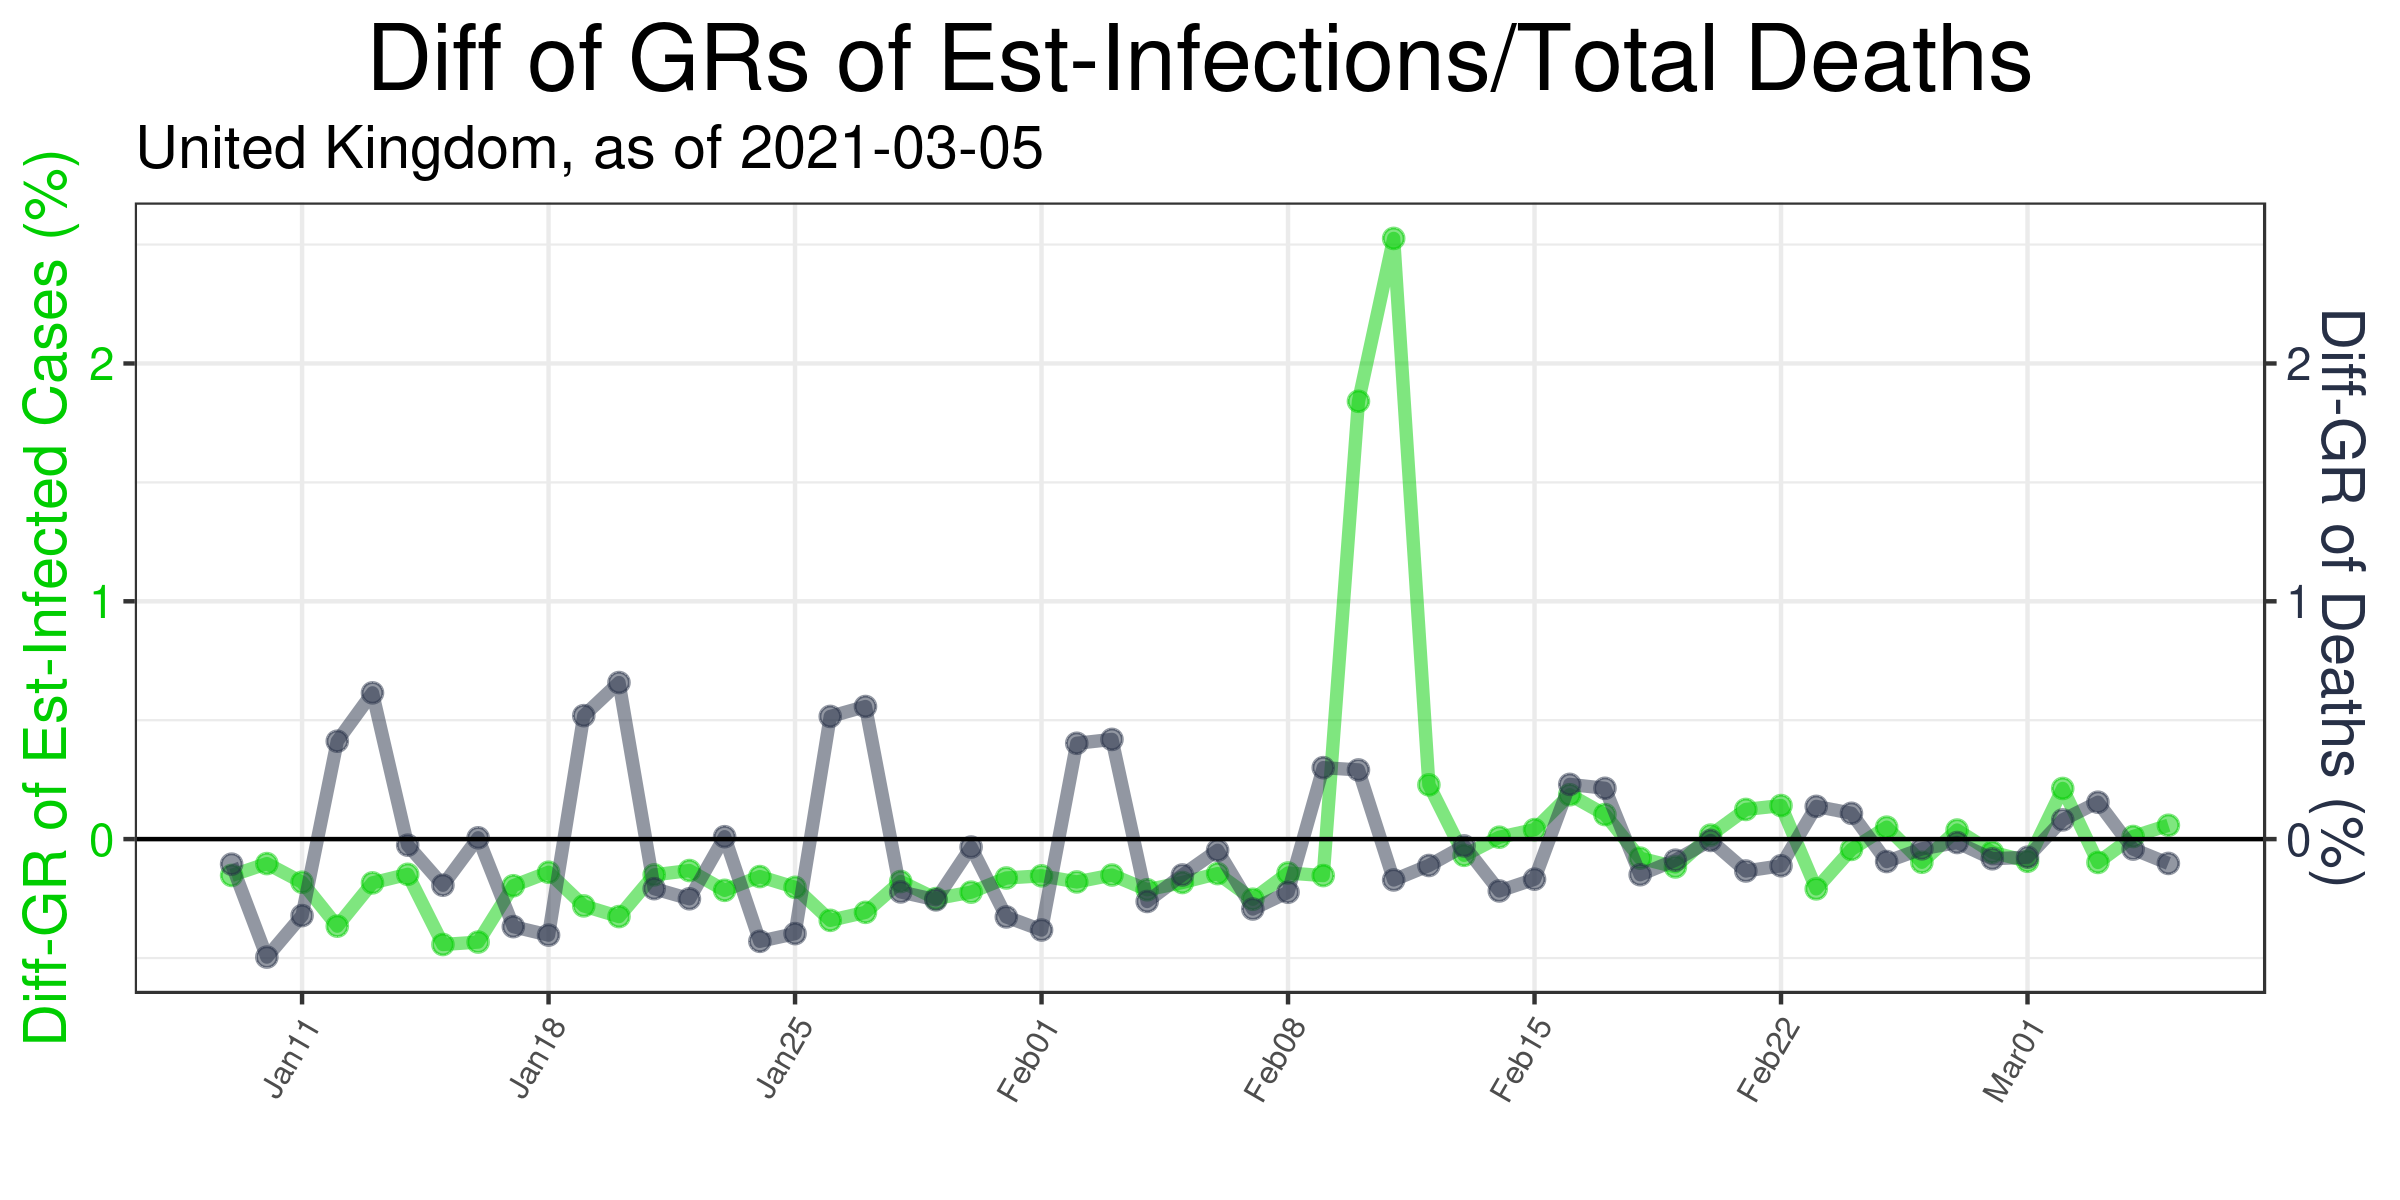 Diff of GRs of Est-Infections/Total Deaths
United Kingdom, as of 2021-03-05
Diff-GR of Est-Infected Cases (%)
2
1
0
2
1
0
Diff-GR of Deaths (%)
Jan11
Jan18
Jan25
Feb01
Feb08
Feb15
Feb22
Mar01